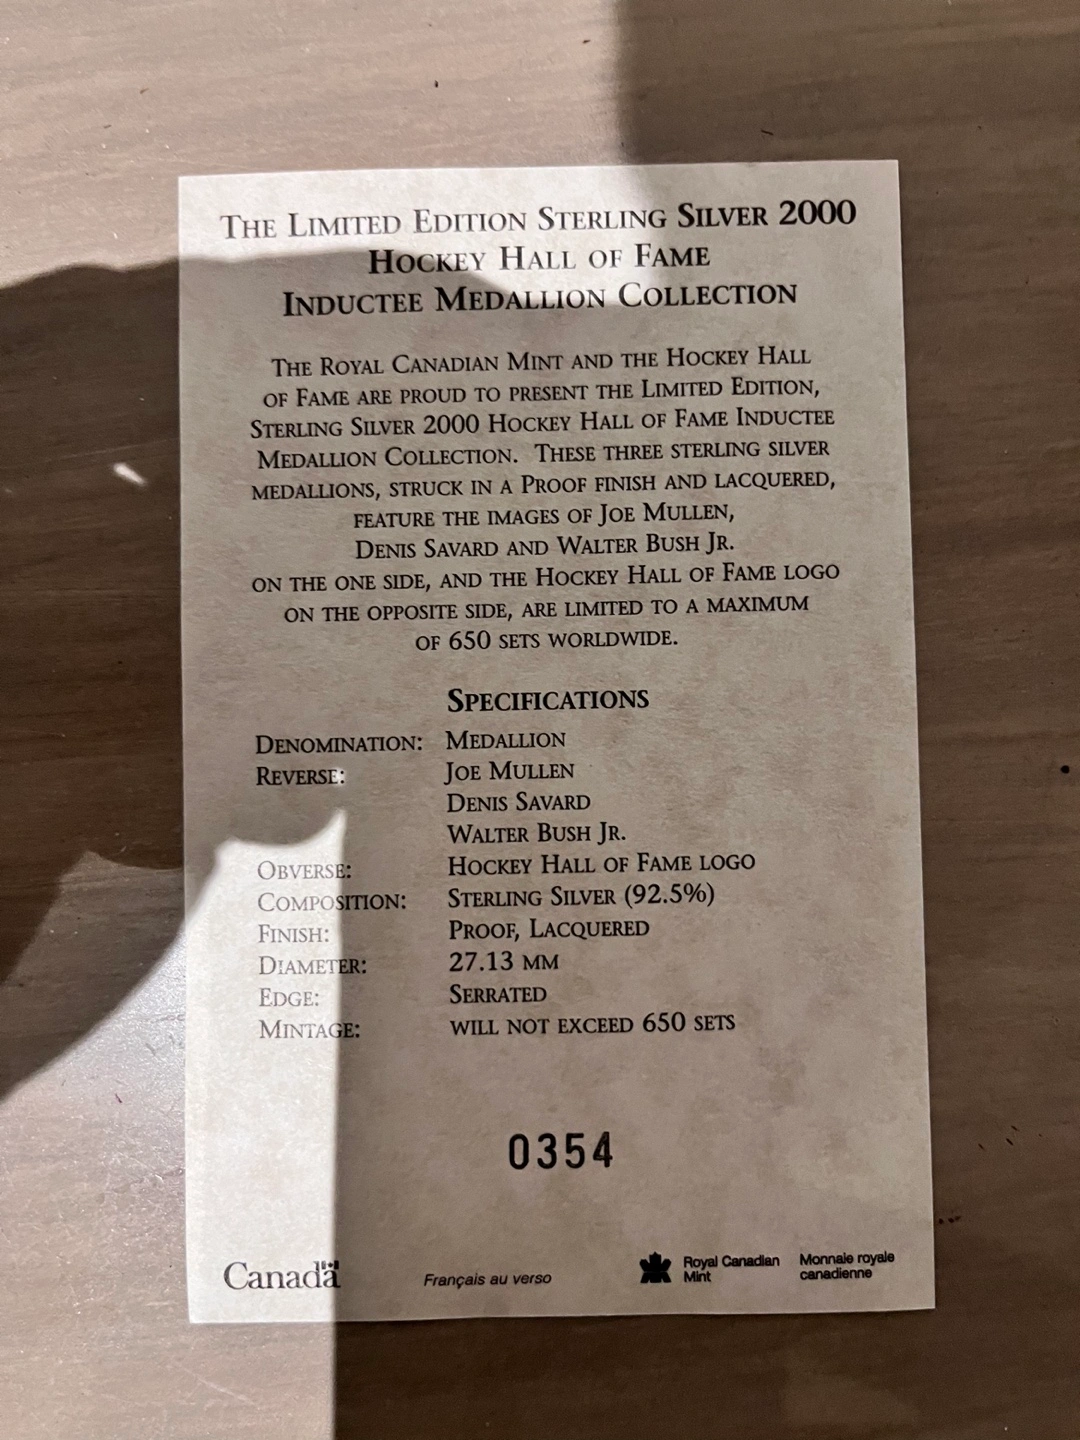 The Limited Edition Sterling Silver 2000
Hockey Hall of Fame
Inductee Medallion Collection
The Royal Canadian Mint and the Hockey Hall
of Fame are proud to present the Limited Edition,
Sterling Silver 2000 Hockey Hall of Fame Inductee
Medallion Collection. These three sterling silver
medallions, struck in a Proof finish and lacquered,
feature the images of Joe Mullen,
Denis Savard and Walter Bush Jr.
on the one side, and the Hockey Hall of Fame logo
on the opposite side, are limited to a maximum
of 650 sets worldwide.
Specifications
Denomination: Medallion
Reverse: Joe Mullen
Denis Savard
Walter Bush Jr.
Obverse: Hockey Hall of Fame logo
Composition: Sterling Silver (92.5%)
Finish: Proof, Lacquered
Diameter: 27.13 mm
Edge: Serrated
Mintage: will not exceed 650 sets
0354
Canada Français au verso Royal Canadian Monnaie royale
Mint canadienne